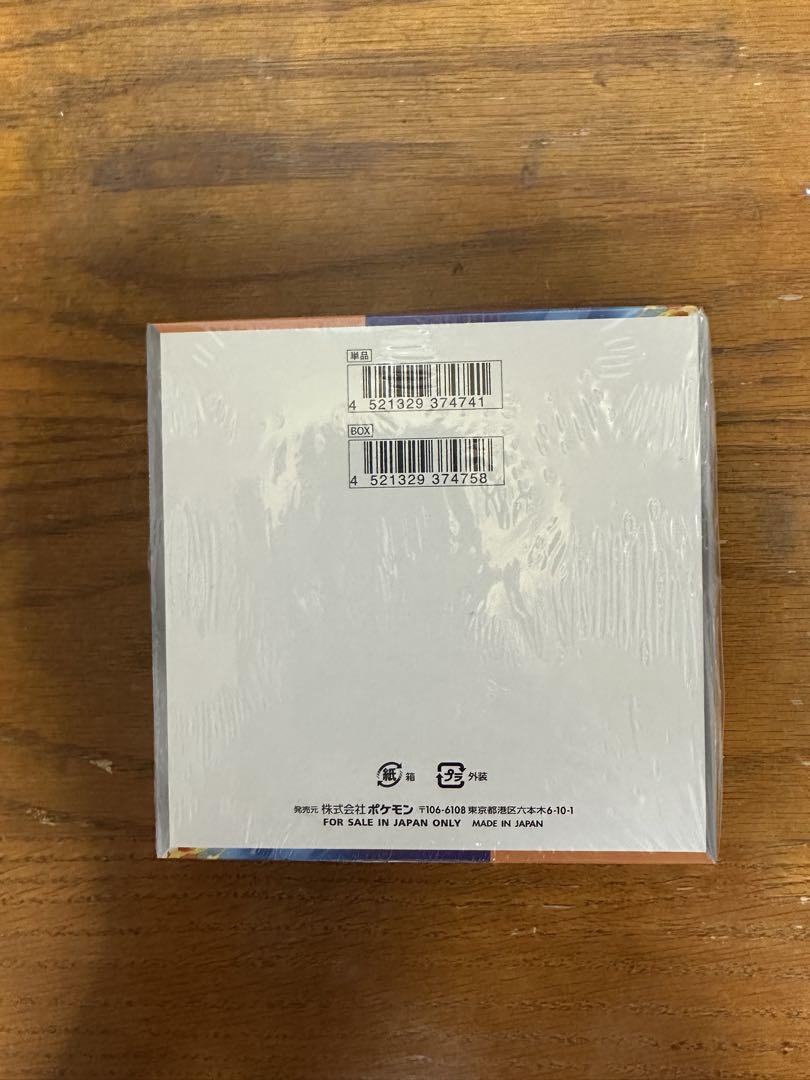 単品
4 521329 374741
BOX
4 521329 374758
紙 箱 プラ 外装
発売元 株式会社 ポケモン 〒106-6108 東京都港区六本木6-10-1
FOR SALE IN JAPAN ONLY MADE IN JAPAN